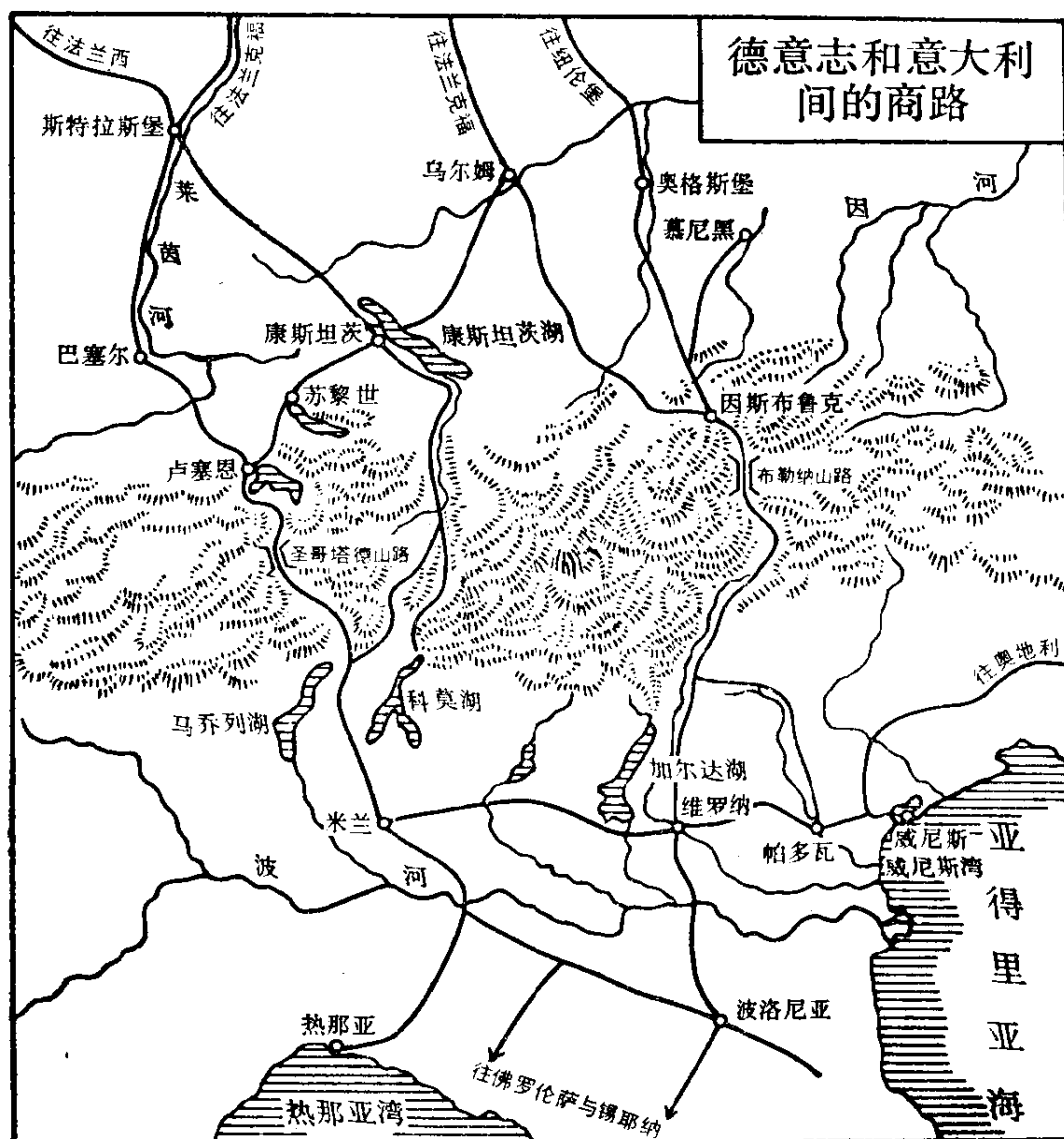 德意志和意大利
间的商路
往法兰西
往法兰克福
往法兰克福
往纽伦堡
斯特拉斯堡
莱茵河
乌尔姆
奥格斯堡
慕尼黑
因河
康斯坦茨
康斯坦茨湖
巴塞尔
苏黎世
因斯布鲁克
卢塞恩
布勒纳山路
圣哥塔德山路
往奥地利
马乔列湖
科莫湖
加尔达湖
米兰
维罗纳
帕多瓦
威尼斯
威尼斯湾
波河
亚得里亚海
热那亚
波洛尼亚
往佛罗伦萨与锡耶纳
热那亚湾